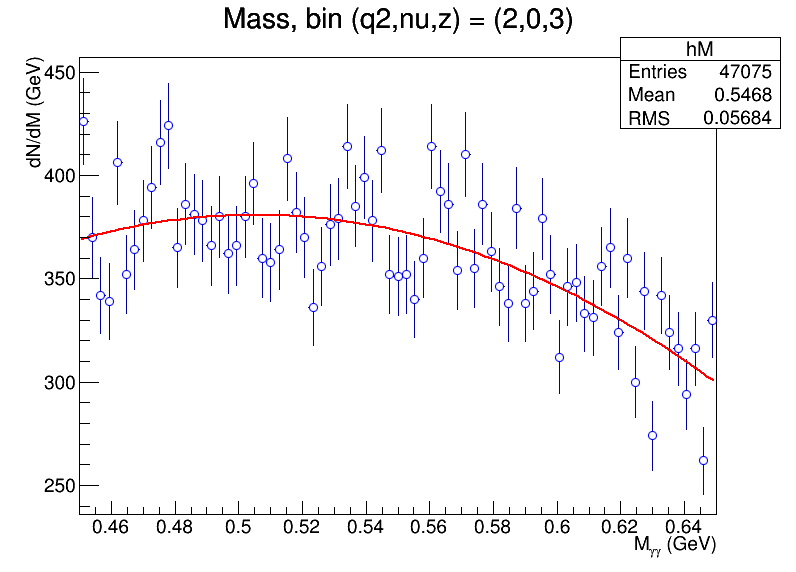 Mass, bin (q2,nu,z) = (2,0,3)
hM
Entries 47075
Mean 0.5468
RMS 0.05684
dN/dM (GeV)
450
400
350
300
250
0.46 0.48 0.5 0.52 0.54 0.56 0.58 0.6 0.62 0.64
Mγγ (GeV)